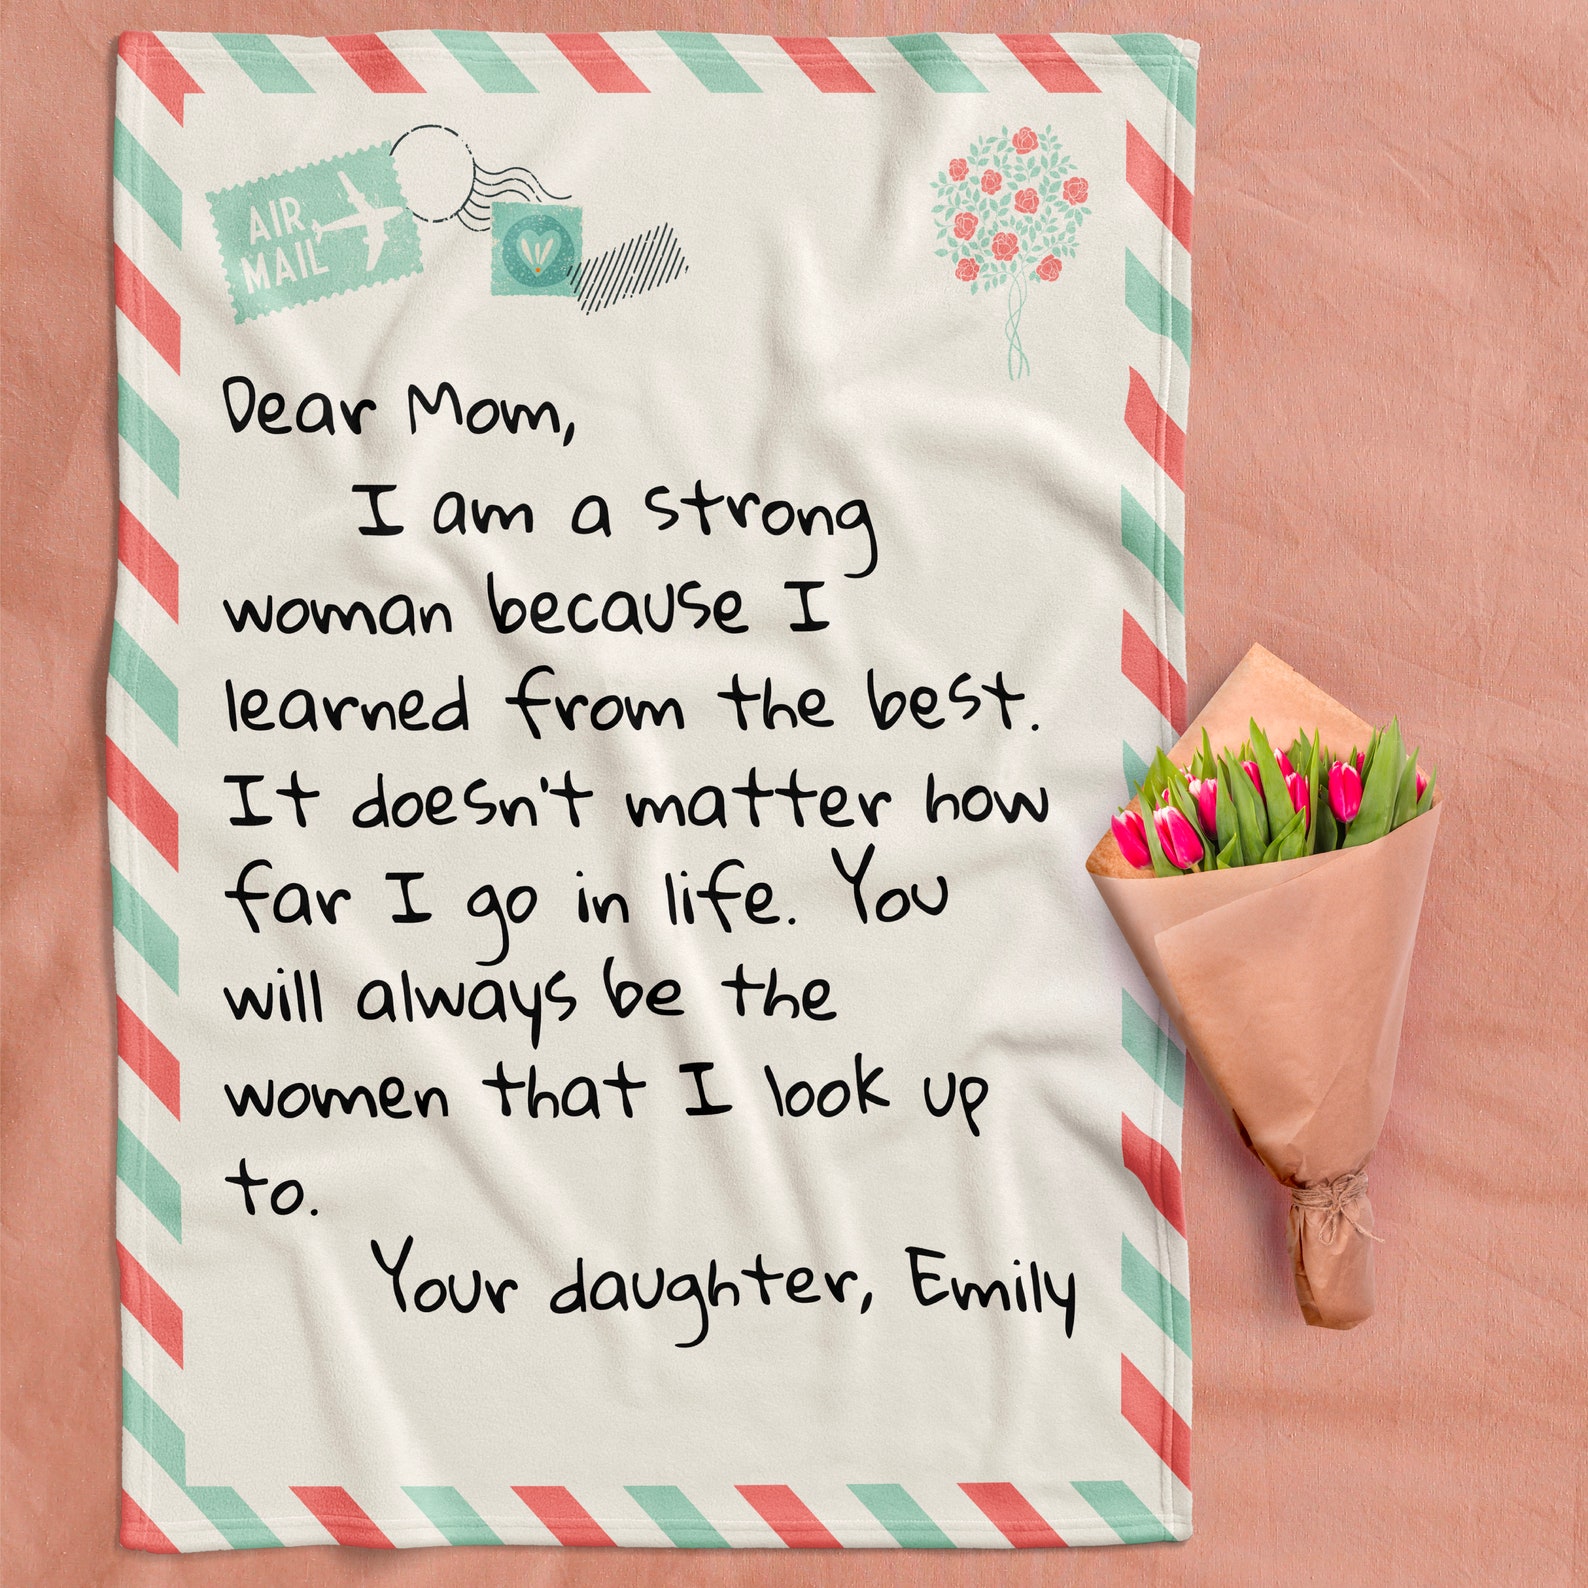 AIR
MAIL
Dear Mom,
I am a strong
woman because I
learned from the best.
It doesn't matter how
far I go in life. You
will always be the
women that I look up
to.
Your daughter, Emily